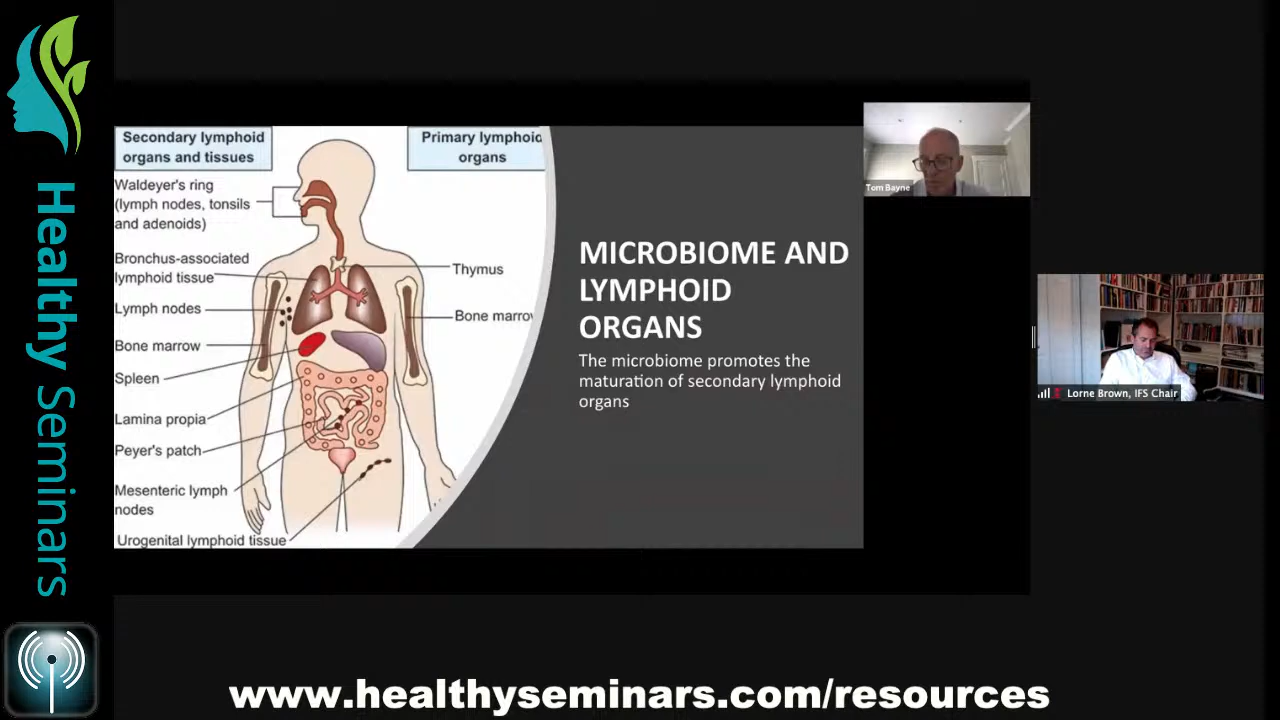 Healthy Seminars
Secondary lymphoid
organs and tissues
Primary lymphoid
organs
Waldeyer's ring
(lymph nodes, tonsils
and adenoids)
Bronchus-associated
lymphoid tissue
Lymph nodes
Bone marrow
Spleen
Lamina propia
Peyer's patch
Mesenteric lymph
nodes
Urogenital lymphoid tissue
Thymus
Bone marrow
MICROBIOME AND
LYMPHOID
ORGANS
The microbiome promotes the
maturation of secondary lymphoid
organs
Tom Bayne
Lorne Brown, IFS Chair
www.healthyseminars.com/resources